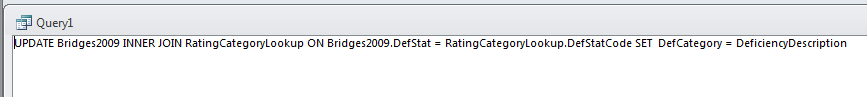 Query1
UPDATE Bridges2009 INNER JOIN RatingCategoryLookup ON Bridges2009.DefStat = RatingCategoryLookup.DefStatCode SET  DefCategory = DeficiencyDescription